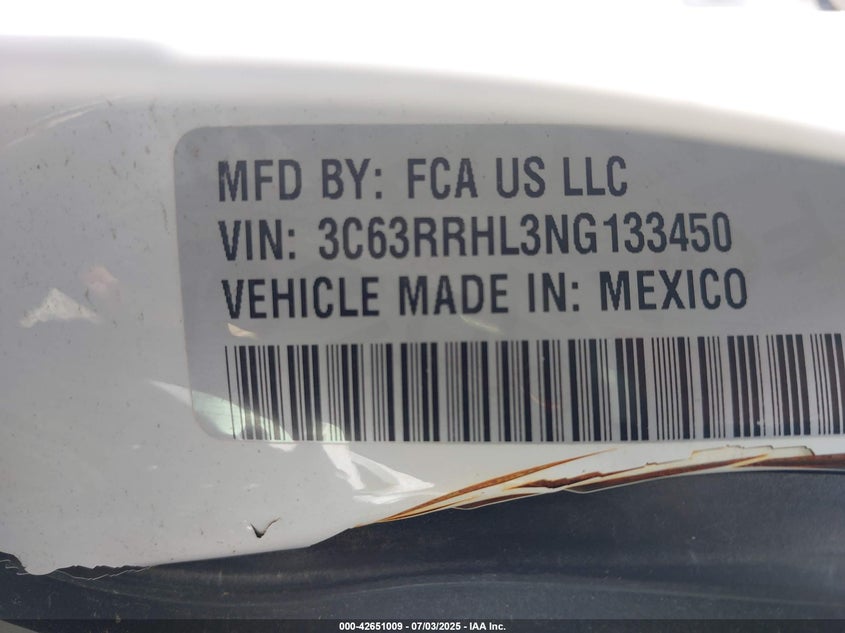 MFD BY: FCA US LLC
VIN: 3C63RRHL3NG133450
VEHICLE MADE IN: MEXICO
000-42651009 - 07/03/2025 - IAA Inc.